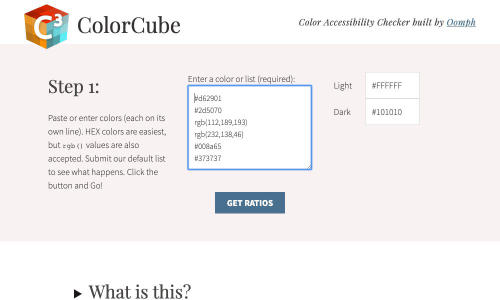 C³
ColorCube
Color Accessibility Checker built by Oomph
Step 1:
Paste or enter colors (each on its
own line). HEX colors are easiest,
but rgb() values are also
accepted. Submit our default list
to see what happens. Click the
button and Go!
Enter a color or list (required):
#d62901
#2d5070
rgb(112,189,193)
rgb(232,138,46)
#008a65
#373737
Light #FFFFFF
Dark #101010
GET RATIOS
What is this?